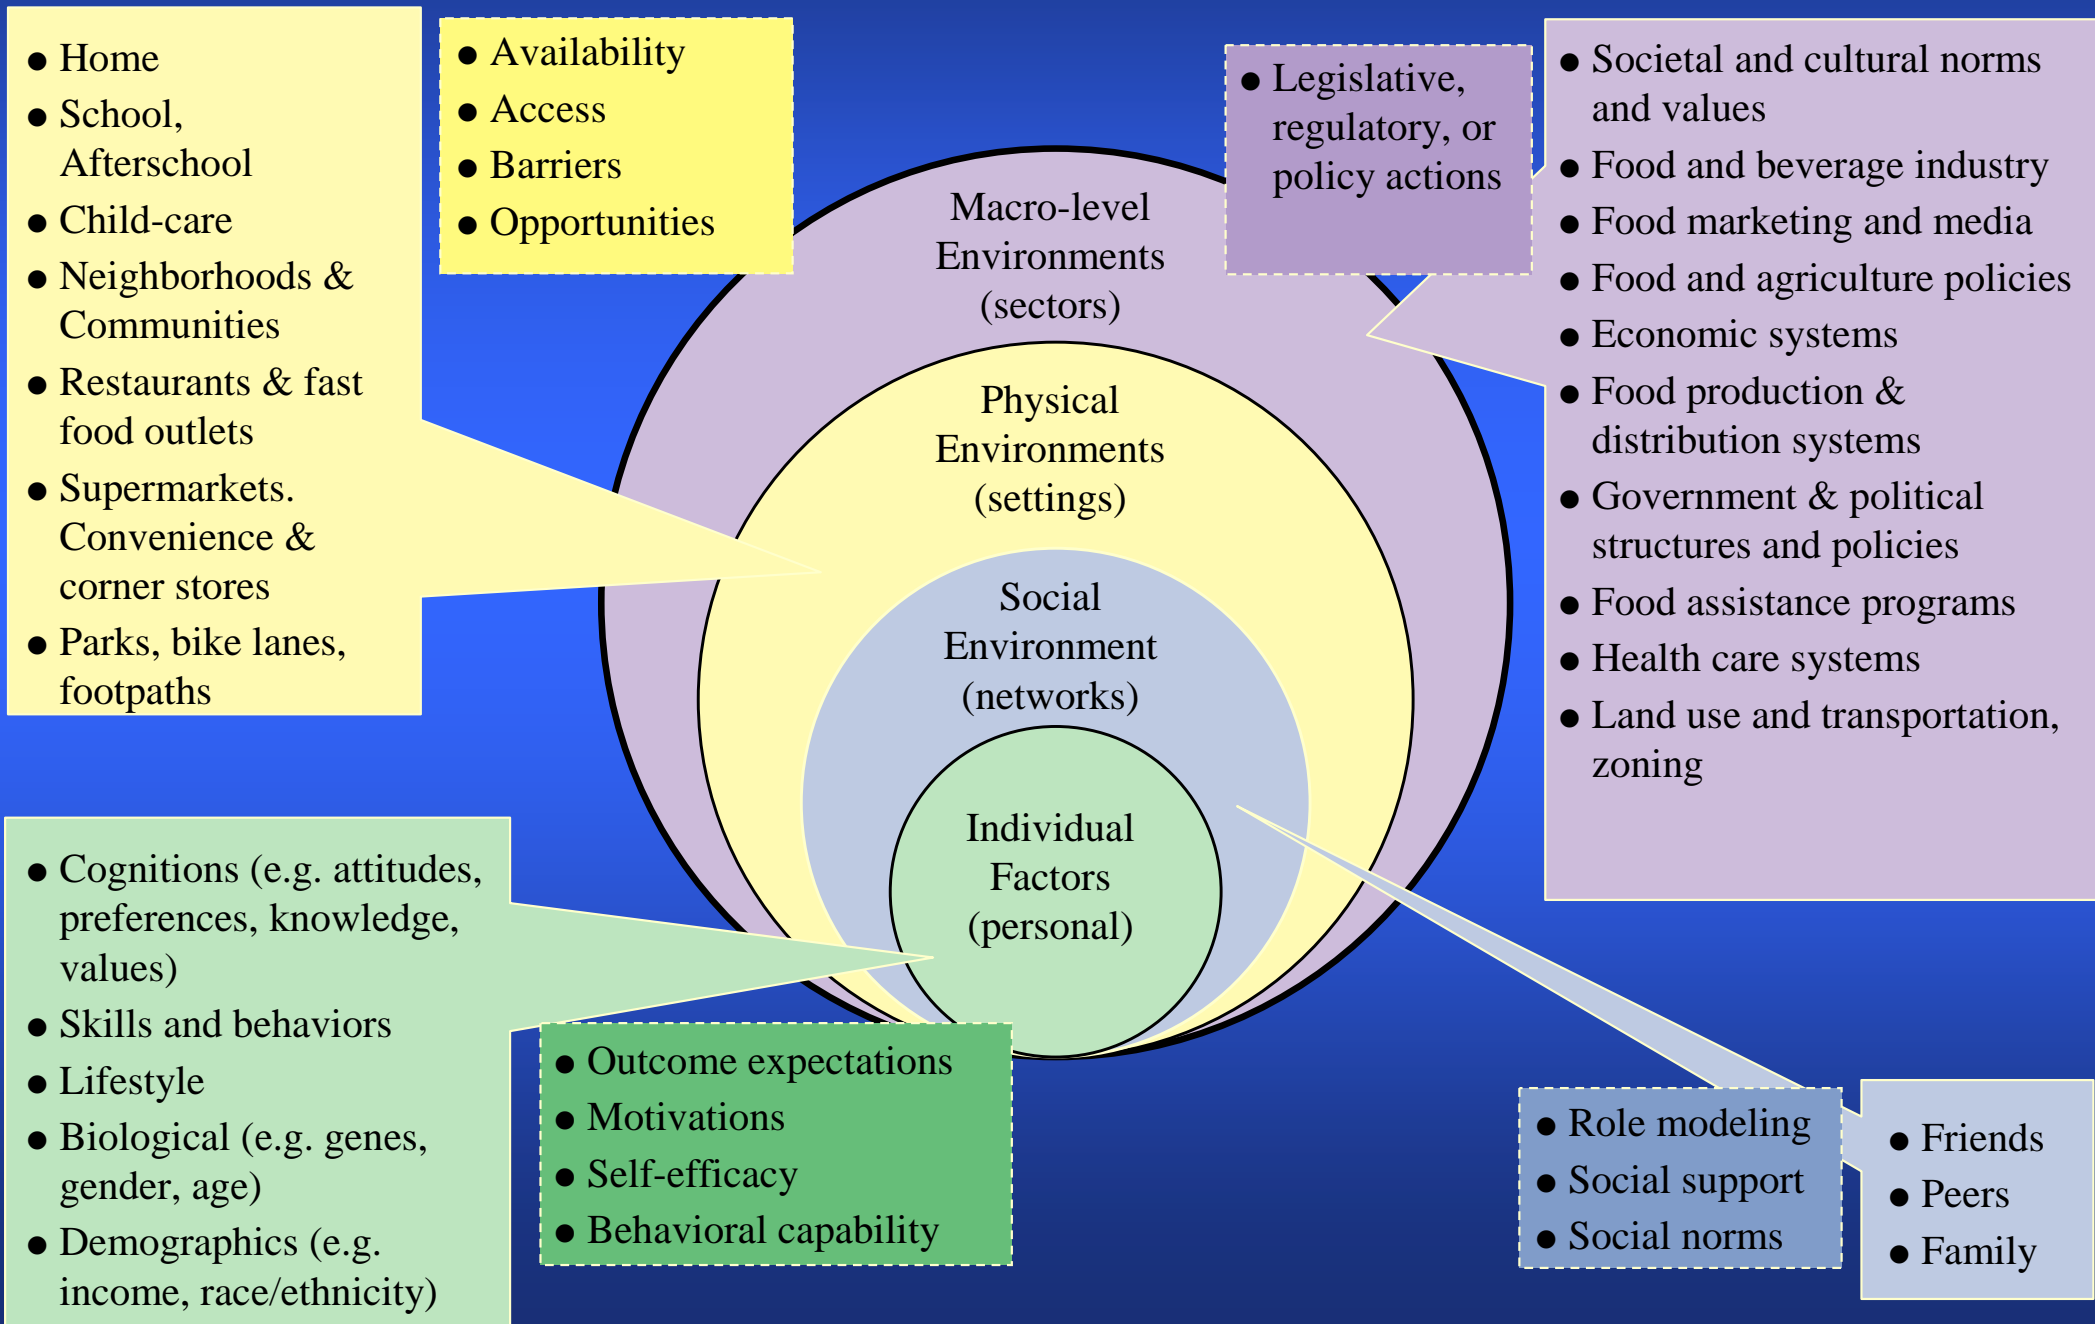 ● Home
● School,
Afterschool
● Child-care
● Neighborhoods &
Communities
● Restaurants & fast
food outlets
● Supermarkets.
Convenience &
corner stores
● Parks, bike lanes,
footpaths
● Availability
● Access
● Barriers
● Opportunities
● Legislative,
regulatory, or
policy actions
● Societal and cultural norms
and values
● Food and beverage industry
● Food marketing and media
● Food and agriculture policies
● Economic systems
● Food production &
distribution systems
● Government & political
structures and policies
● Food assistance programs
● Health care systems
● Land use and transportation,
zoning
Macro-level
Environments
(sectors)
Physical
Environments
(settings)
Social
Environment
(networks)
Individual
Factors
(personal)
● Cognitions (e.g. attitudes,
preferences, knowledge,
values)
● Skills and behaviors
● Lifestyle
● Biological (e.g. genes,
gender, age)
● Demographics (e.g.
income, race/ethnicity)
● Outcome expectations
● Motivations
● Self-efficacy
● Behavioral capability
● Role modeling
● Social support
● Social norms
● Friends
● Peers
● Family